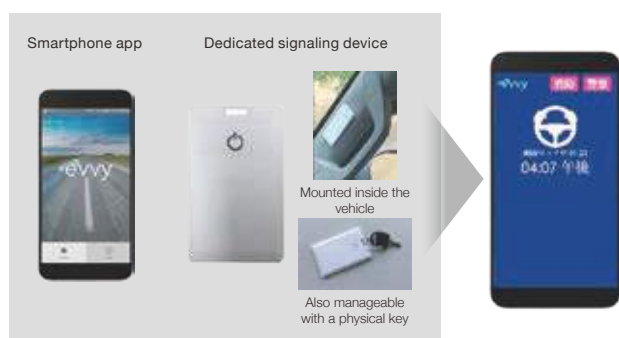 Smartphone app
Dedicated signaling device
evvy
Mounted inside the
vehicle
Also manageable
with a physical key
evvy
04:07 午後